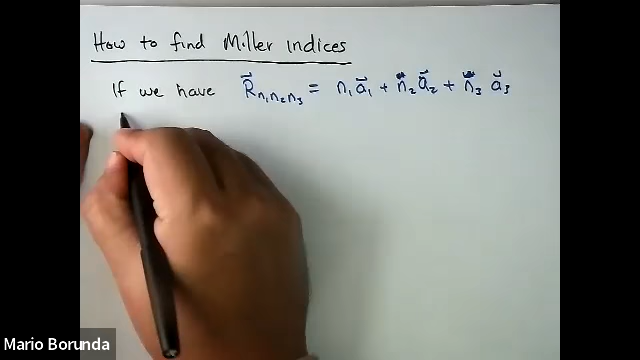 How to find Miller indices
If we have R⃗n₁n₂n₃ = n₁a⃗₁ + n₂a⃗₂ + n₃a⃗₃
Mario Borunda